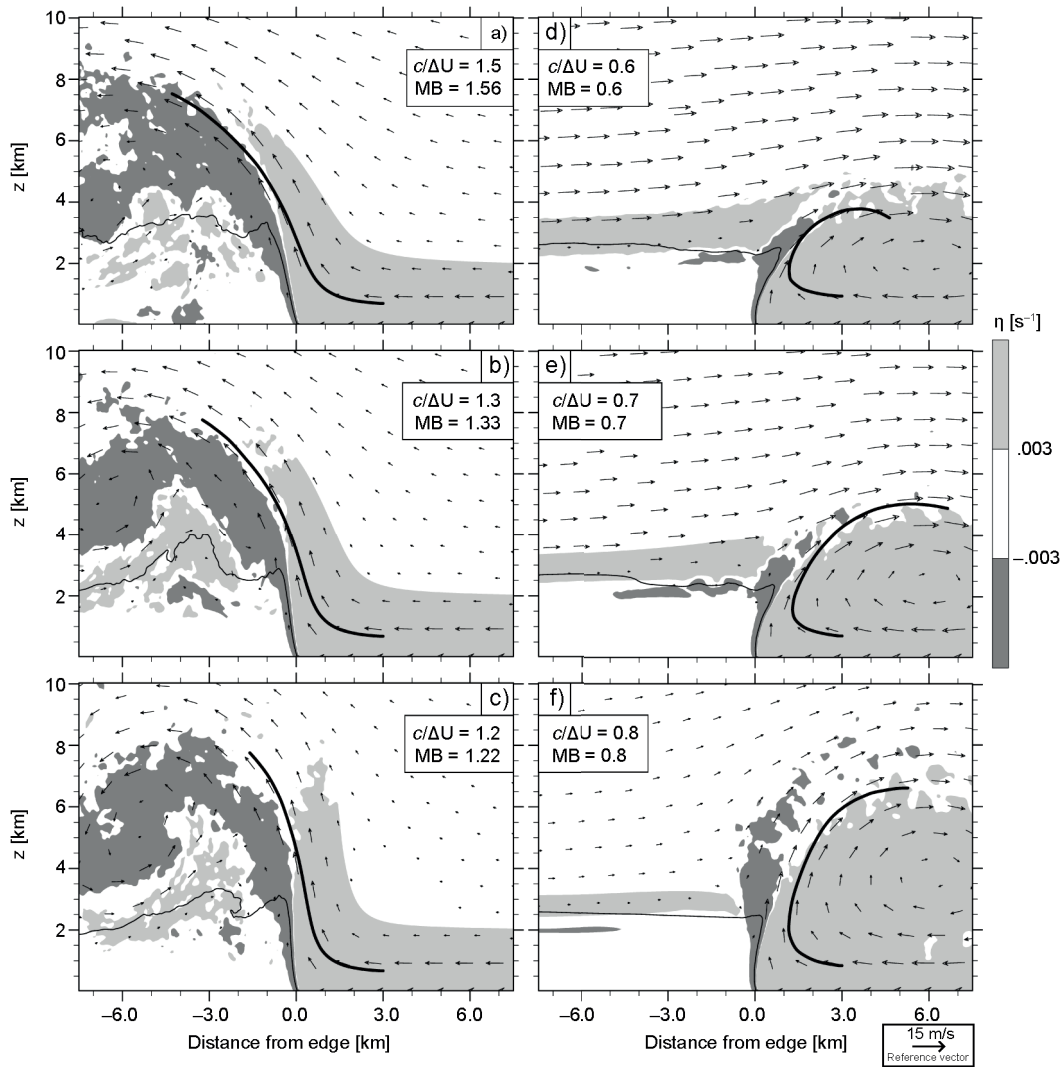 a)
c/ΔU = 1.5
MB = 1.56
10
8
6
4
2
z [km]
d)
c/ΔU = 0.6
MB = 0.6
b)
c/ΔU = 1.3
MB = 1.33
10
8
6
4
2
z [km]
e)
c/ΔU = 0.7
MB = 0.7
c)
c/ΔU = 1.2
MB = 1.22
10
8
6
4
2
z [km]
f)
c/ΔU = 0.8
MB = 0.8
–6.0 –3.0 0.0 3.0 6.0
Distance from edge [km]
–6.0 –3.0 0.0 3.0 6.0
Distance from edge [km]
η [s⁻¹]
.003
–.003
15 m/s
Reference vector